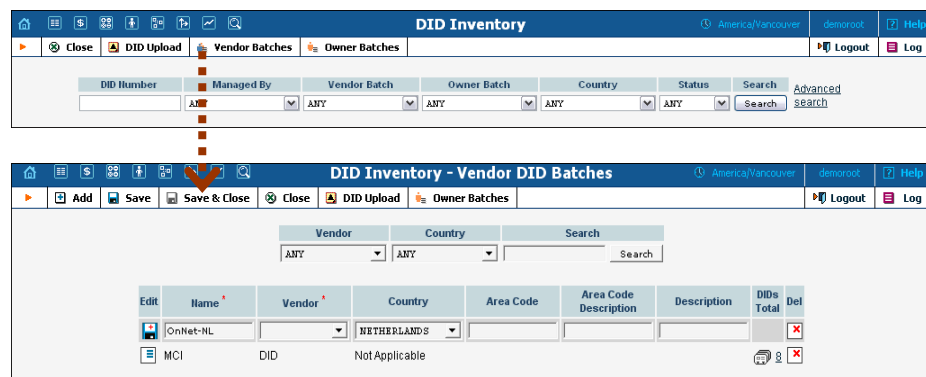 DID Inventory America/Vancouver demoroot Help
Close DID Upload Vendor Batches Owner Batches Logout Log
DID Number Managed By Vendor Batch Owner Batch Country Status Search
ANY ANY ANY ANY ANY Search
Advanced
search
DID Inventory - Vendor DID Batches America/Vancouver demoroot Help
Add Save Save & Close Close DID Upload Owner Batches Logout Log
Vendor Country Search
ANY ANY Search
Edit Name * Vendor * Country Area Code Area Code Description Description DIDs Total Del
OnNet-NL NETHERLANDS
MCI DID Not Applicable 8